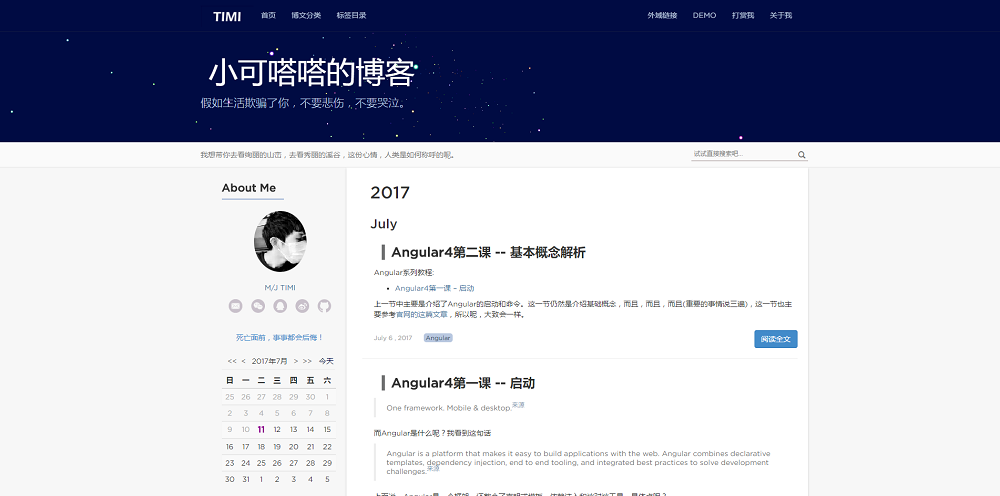 TIMI 首页 博文分类 标签目录 外域链接 DEMO 打赏我 关于我
小可嗒嗒的博客
假如生活欺骗了你，不要悲伤，不要哭泣。
我想带你去看绚丽的山峦，去看秀丽的溪谷，这份心情，人类是如何称呼的呢。
试试直接搜索吧...
About Me
M/J TIMI
死亡面前，事事都会后悔！
<< < 2017年7月 > >> 今天
日 一 二 三 四 五 六
25 26 27 28 29 30 1
2 3 4 5 6 7 8
9 10 11 12 13 14 15
16 17 18 19 20 21 22
23 24 25 26 27 28 29
30 31 1 2 3 4 5
2017
July
Angular4第二课 -- 基本概念解析
Angular系列教程:
Angular4第一课 – 启动
上一节中主要是介绍了Angular的启动和命令。这一节仍然是介绍基础概念，而且，而且，而且(重要的事情说三遍)，这一节也主
要参考官网的这篇文章，所以呢，大致会一样。
July 6 , 2017 Angular 阅读全文
Angular4第一课 -- 启动
One framework. Mobile & desktop.来源
而Angular是什么呢？我看到这句话
Angular is a platform that makes it easy to build applications with the web. Angular combines declarative
templates, dependency injection, end to end tooling, and integrated best practices to solve development
challenges.来源